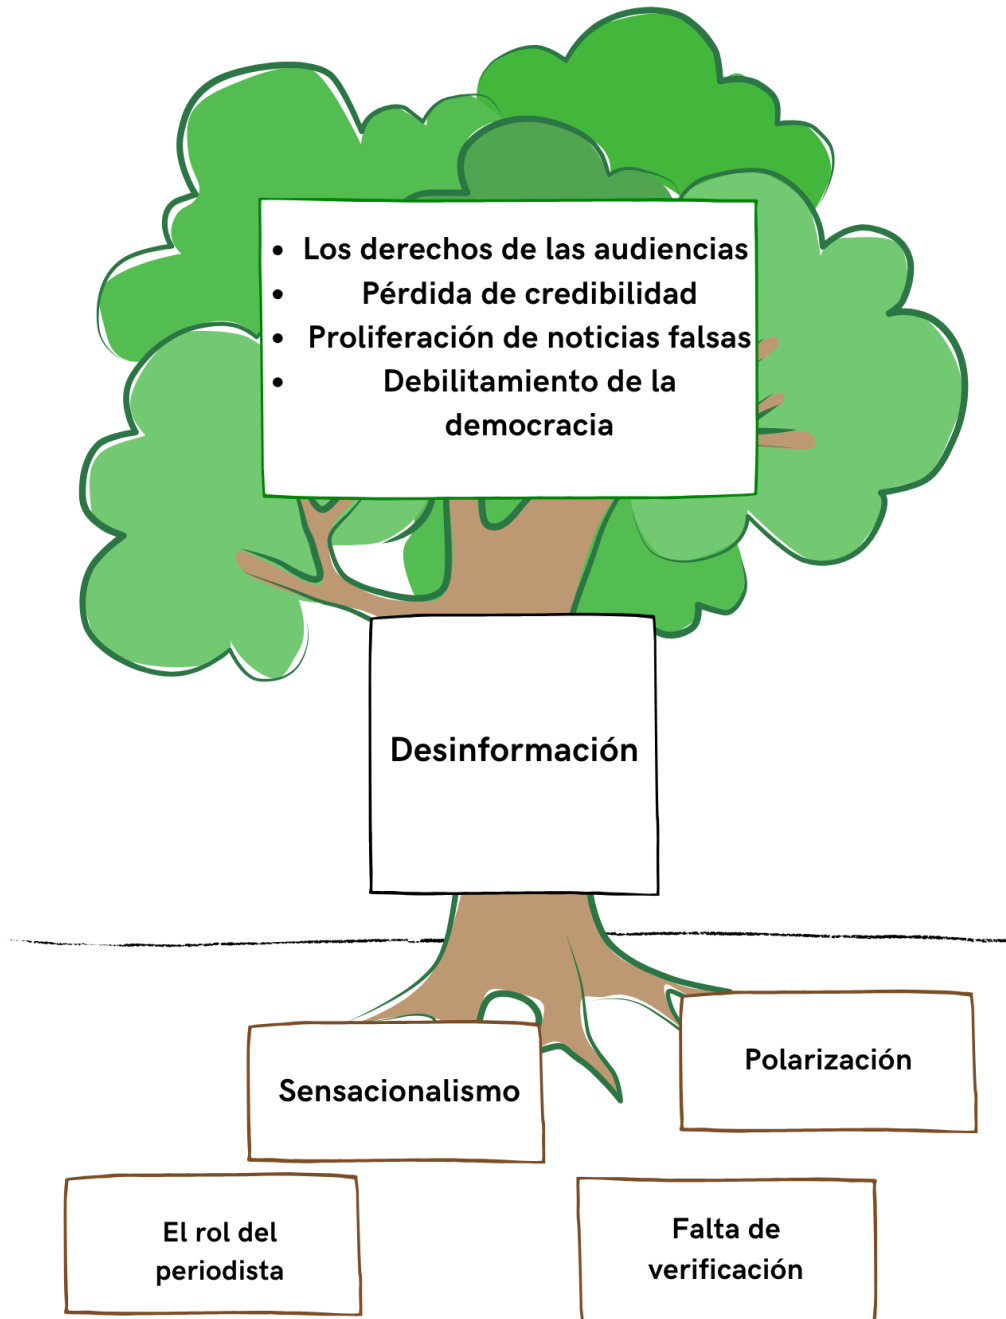 • Los derechos de las audiencias
• Pérdida de credibilidad
• Proliferación de noticias falsas
• Debilitamiento de la
democracia
Desinformación
Sensacionalismo
Polarización
El rol del
periodista
Falta de
verificación